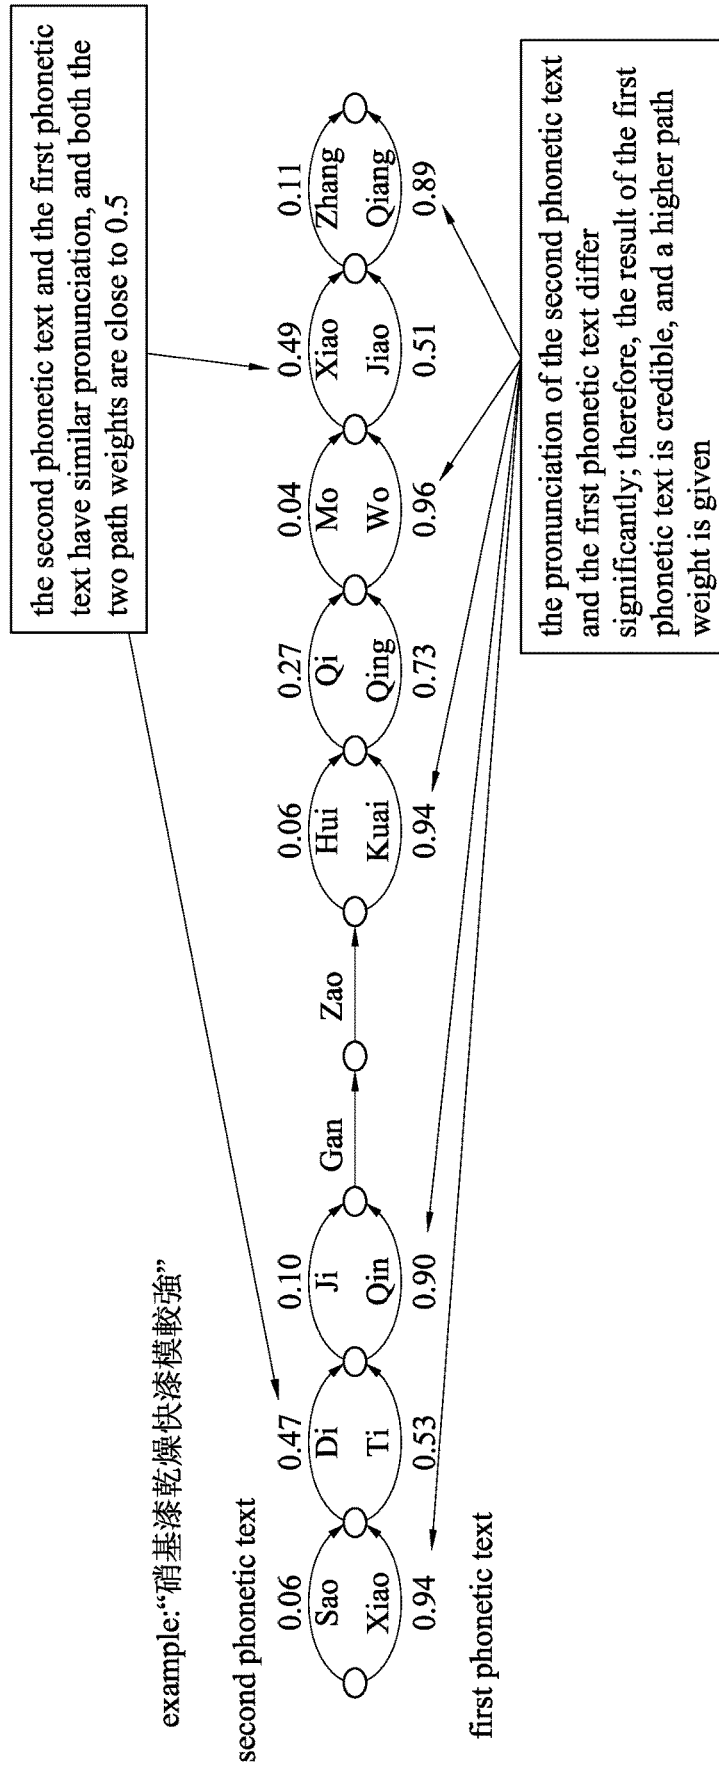 the second phonetic text and the first phonetic
text have similar pronunciation, and both the
two path weights are close to 0.5
example:“硝基漆乾燥快漆模較強”
second phonetic text
0.06 0.47 0.10 0.06 0.27 0.04 0.49 0.11
Sao Di Ji Gan Zao Hui Qi Mo Xiao Zhang
Xiao Ti Qin Kuai Qing Wo Jiao Qiang
0.94 0.53 0.90 0.94 0.73 0.96 0.51 0.89
first phonetic text
the pronunciation of the second phonetic text
and the first phonetic text differ
significantly; therefore, the result of the first
phonetic text is credible, and a higher path
weight is given